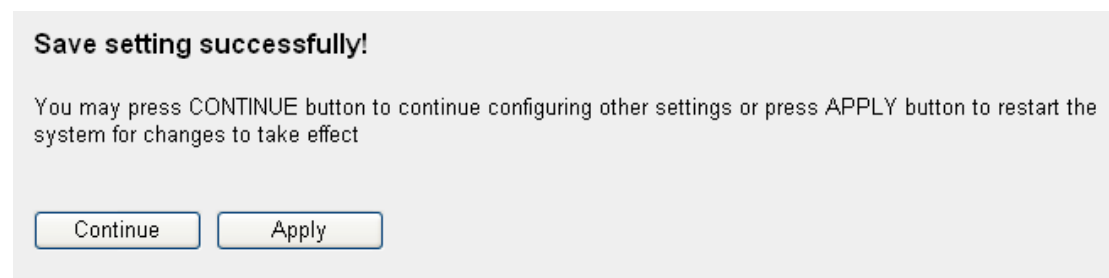 Save setting successfully!
You may press CONTINUE button to continue configuring other settings or press APPLY button to restart the
system for changes to take effect
Continue
Apply